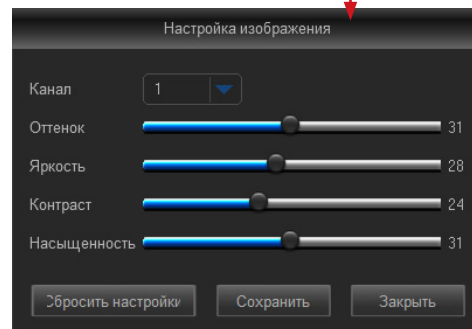 Настройка изображения
Канал 1
Оттенок 31
Яркость 28
Контраст 24
Насыщенность 31
Сбросить настройки Сохранить Закрыть